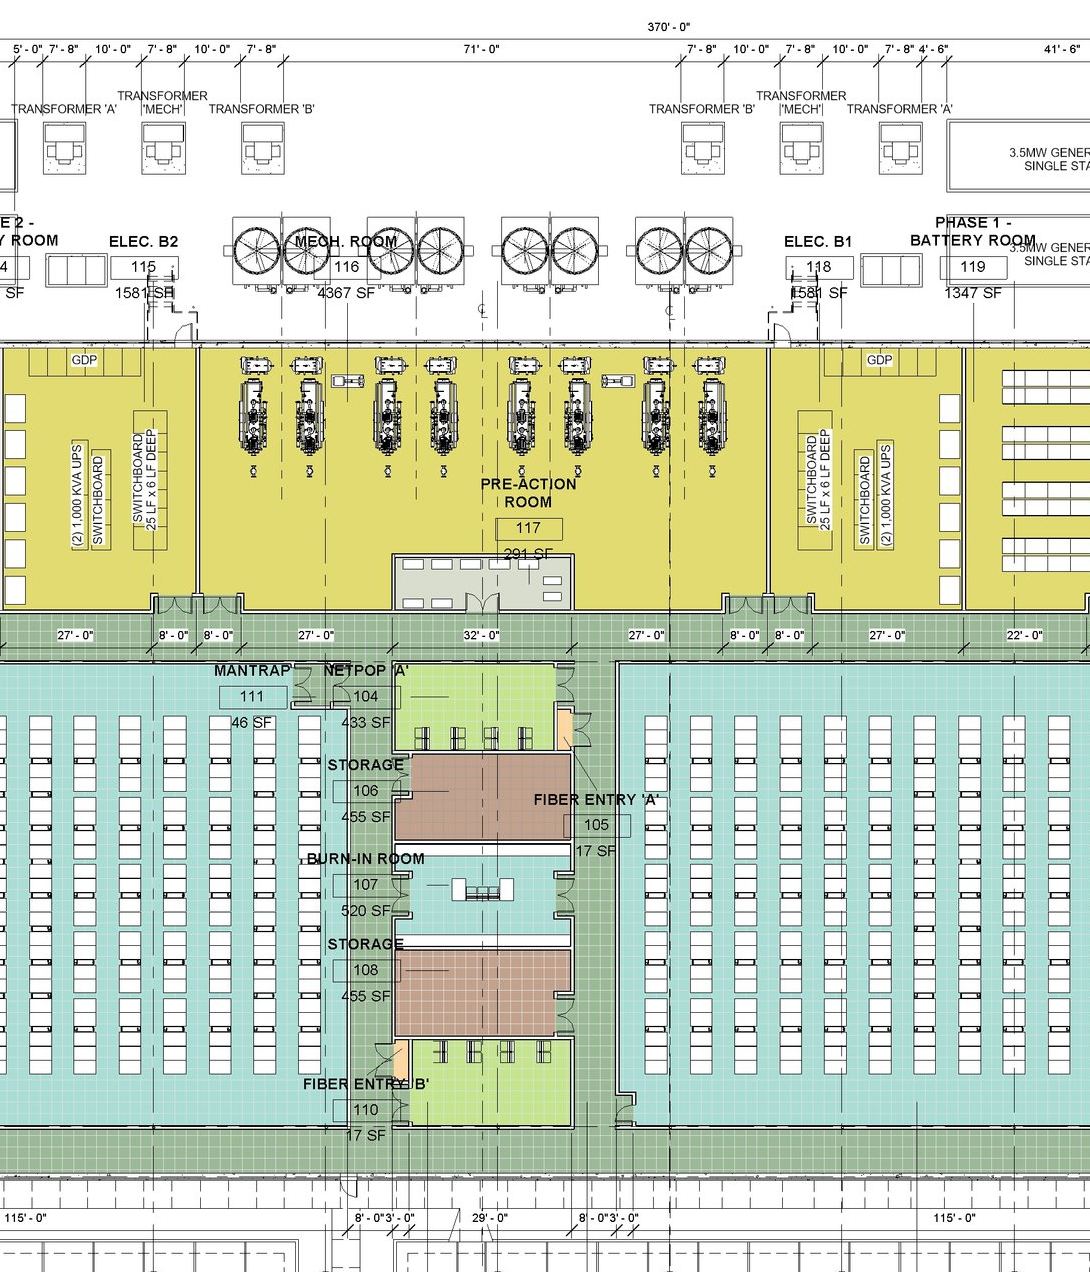 370' - 0"
5' - 0" 7' - 8" 10' - 0" 7' - 8" 10' - 0" 7' - 8" 71' - 0" 7' - 8" 10' - 0" 7' - 8" 10' - 0" 7' - 8" 4' - 6" 41' - 6"
TRANSFORMER 'A'
TRANSFORMER
'MECH'
TRANSFORMER 'B'
TRANSFORMER 'B'
TRANSFORMER
'MECH'
TRANSFORMER 'A'
3.5MW GENER
SINGLE STA
E 2 -
Y ROOM
4
SF
ELEC. B2
115
1581 SF
MECH. ROOM
116
4367 SF
ELEC. B1
118
1581 SF
PHASE 1 -
BATTERY ROOM
119
1347 SF
3.5MW GENER
SINGLE STA
GDP
(2) 1,000 KVA UPS
SWITCHBOARD
SWITCHBOARD
25 LF x 6 LF DEEP
PRE-ACTION
ROOM
117
291 SF
GDP
SWITCHBOARD
25 LF x 6 LF DEEP
SWITCHBOARD
(2) 1,000 KVA UPS
27' - 0" 8' - 0" 8' - 0" 27' - 0" 32' - 0" 27' - 0" 8' - 0" 8' - 0" 27' - 0" 22' - 0"
MANTRAP
111
46 SF
NETPOP 'A'
104
433 SF
STORAGE
106
455 SF
FIBER ENTRY 'A'
105
17 SF
BURN-IN ROOM
107
520 SF
STORAGE
108
455 SF
FIBER ENTRY 'B'
110
17 SF
115' - 0" 8' - 0" 3' - 0" 29' - 0" 8' - 0" 3' - 0" 115' - 0"